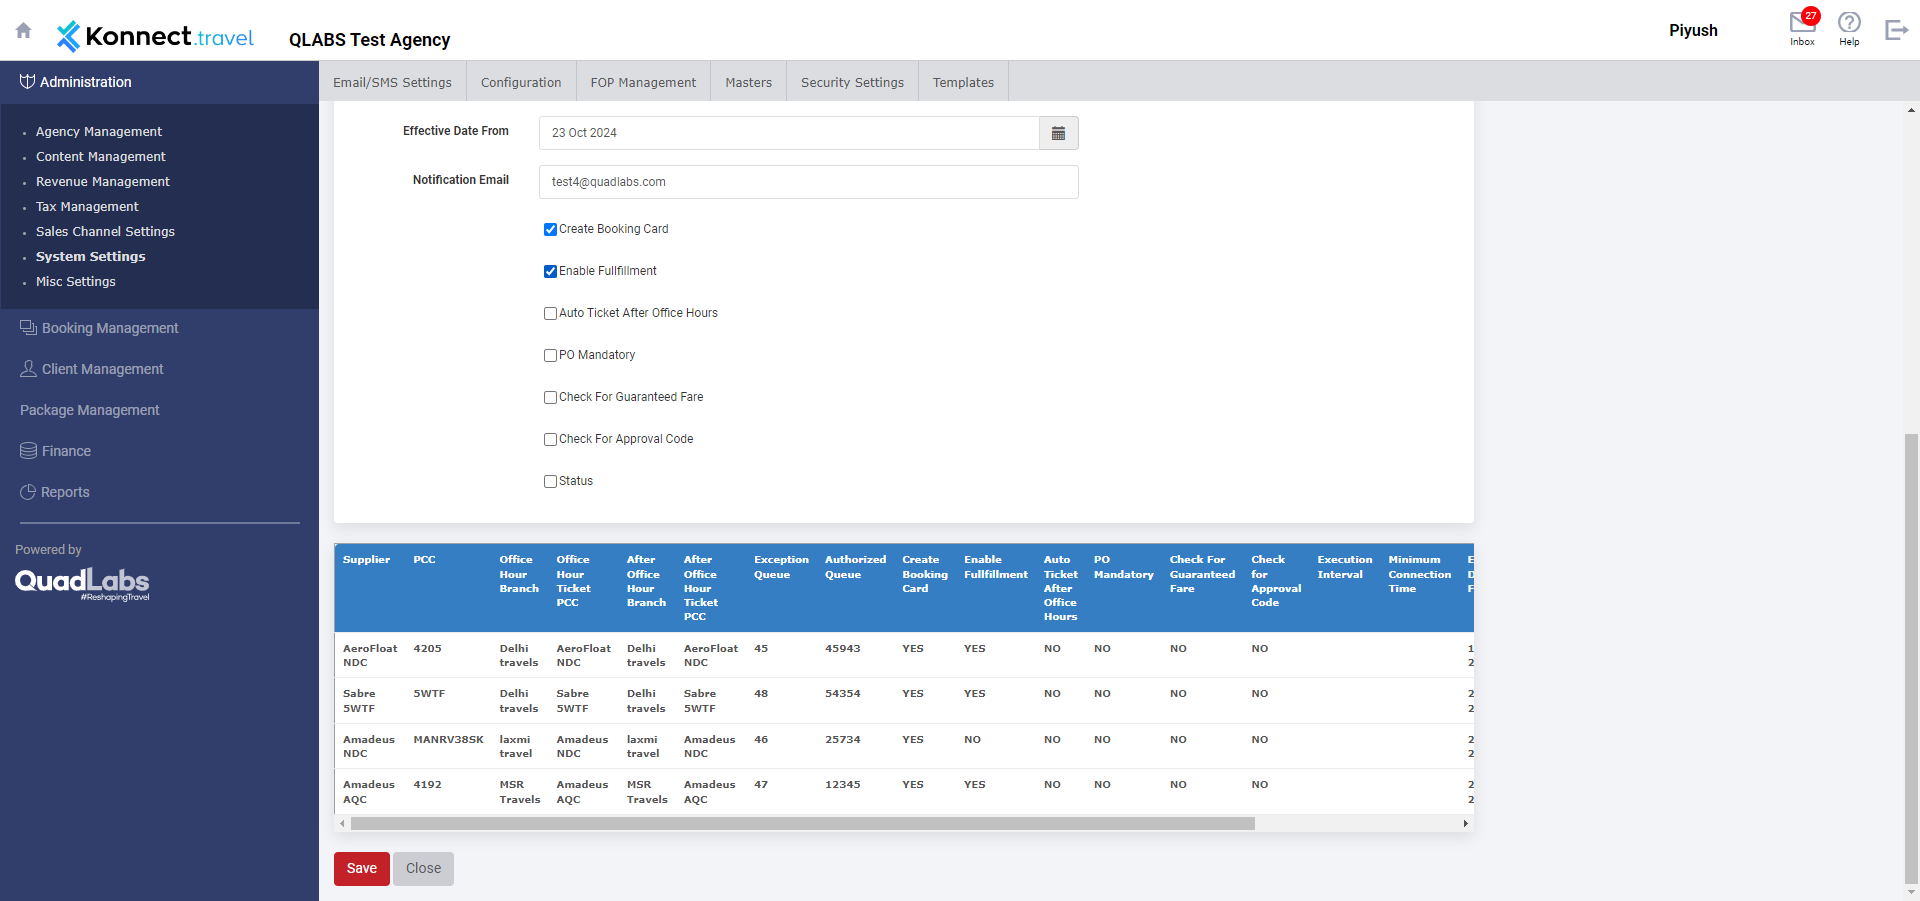 Konnect.travel
QLABS Test Agency
Piyush
27
Inbox
Help
Administration
Email/SMS Settings
Configuration
FOP Management
Masters
Security Settings
Templates
Agency Management
Content Management
Revenue Management
Tax Management
Sales Channel Settings
System Settings
Misc Settings
Booking Management
Client Management
Package Management
Finance
Reports
Powered by
QuadLabs
#ReshapingTravel
Effective Date From
23 Oct 2024
Notification Email
test4@quadlabs.com
Create Booking Card
Enable Fullfillment
Auto Ticket After Office Hours
PO Mandatory
Check For Guaranteed Fare
Check For Approval Code
Status
Supplier PCC Office Hour Branch Office Hour Ticket PCC After Office Hour Branch After Office Hour Ticket PCC Exception Queue Authorized Queue Create Booking Card Enable Fullfillment Auto Ticket After Office Hours PO Mandatory Check For Guaranteed Fare Check for Approval Code Execution Interval Minimum Connection Time
AeroFloat NDC 4205 Delhi travels AeroFloat NDC Delhi travels AeroFloat NDC 45 45943 YES YES NO NO NO NO
Sabre 5WTF 5WTF Delhi travels Sabre 5WTF Delhi travels Sabre 5WTF 48 54354 YES YES NO NO NO NO
Amadeus NDC MANRV38SK laxmi travel Amadeus NDC laxmi travel Amadeus NDC 46 25734 YES NO NO NO NO NO
Amadeus AQC 4192 MSR Travels Amadeus AQC MSR Travels Amadeus AQC 47 12345 YES YES NO NO NO NO
Save
Close